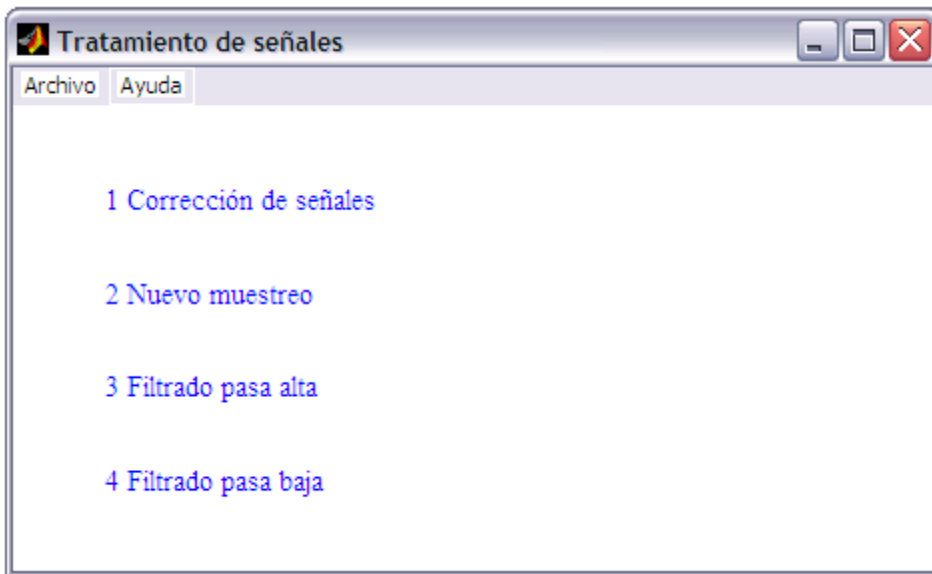 Tratamiento de señales
Archivo Ayuda
1 Corrección de señales
2 Nuevo muestreo
3 Filtrado pasa alta
4 Filtrado pasa baja